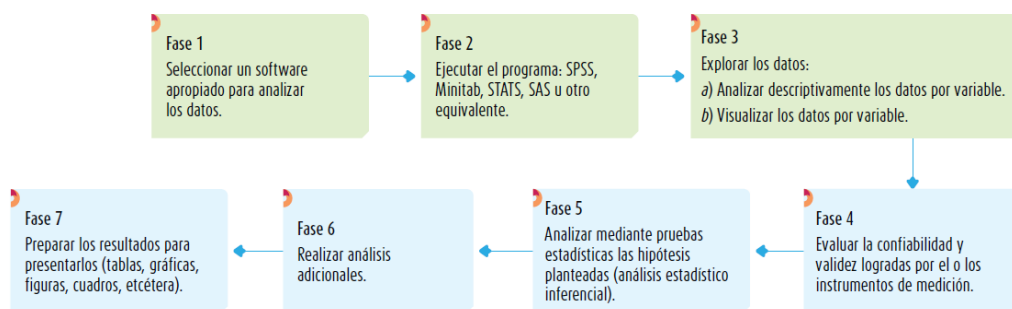 Fase 1
Seleccionar un software
apropiado para analizar
los datos.
Fase 2
Ejecutar el programa: SPSS,
Minitab, STATS, SAS u otro
equivalente.
Fase 3
Explorar los datos:
a) Analizar descriptivamente los datos por variable.
b) Visualizar los datos por variable.
Fase 4
Evaluar la confiabilidad y
validez logradas por el o los
instrumentos de medición.
Fase 5
Analizar mediante pruebas
estadísticas las hipótesis
planteadas (análisis estadístico
inferencial).
Fase 6
Realizar análisis
adicionales.
Fase 7
Preparar los resultados para
presentarlos (tablas, gráficas,
figuras, cuadros, etcétera).